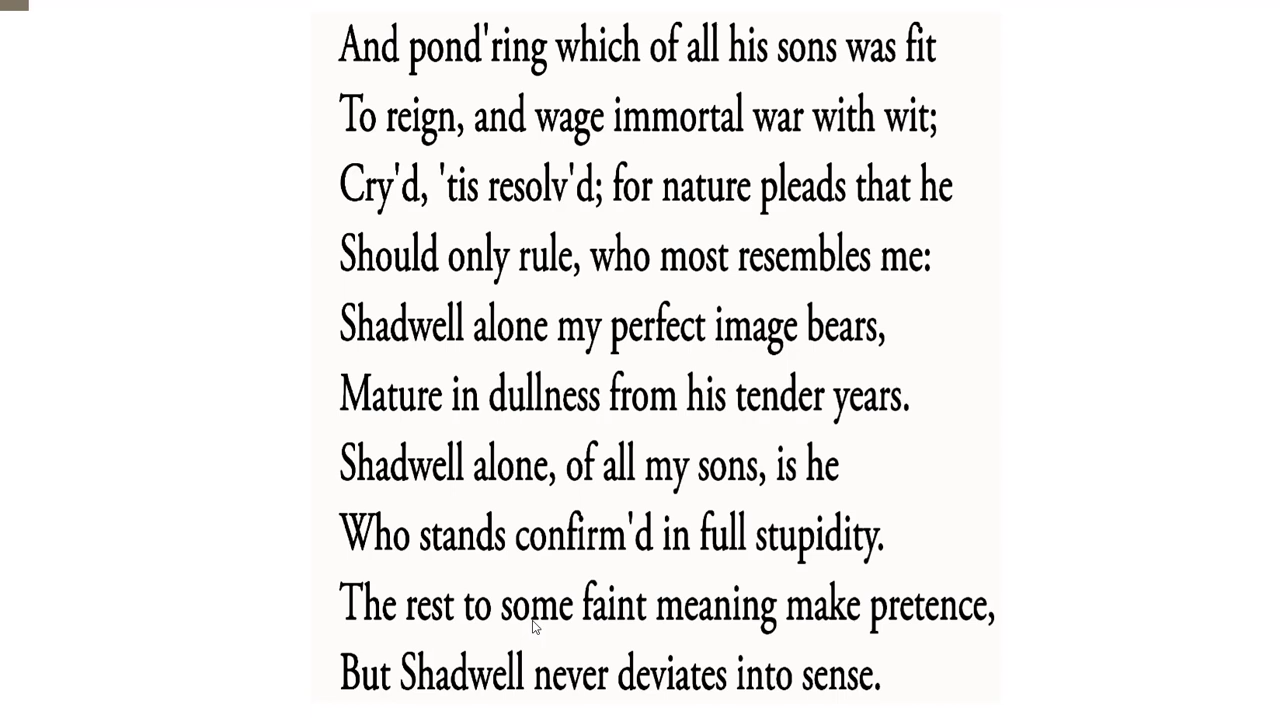 And pond'ring which of all his sons was fit
To reign, and wage immortal war with wit;
Cry'd, 'tis resolv'd; for nature pleads that he
Should only rule, who most resembles me:
Shadwell alone my perfect image bears,
Mature in dullness from his tender years.
Shadwell alone, of all my sons, is he
Who stands confirm'd in full stupidity.
The rest to some faint meaning make pretence,
But Shadwell never deviates into sense.